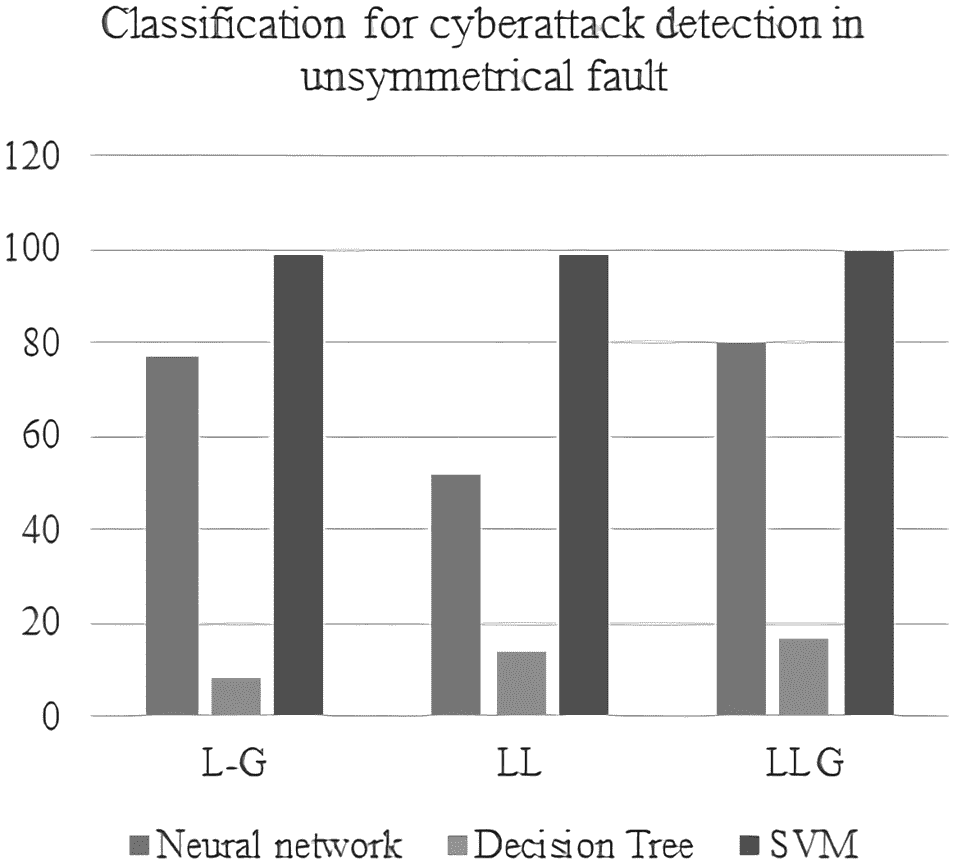 Classification for cyberattack detection in
unsymmetrical fault
120
100
80
60
40
20
0
L-G LL LLG
Neural network Decision Tree SVM